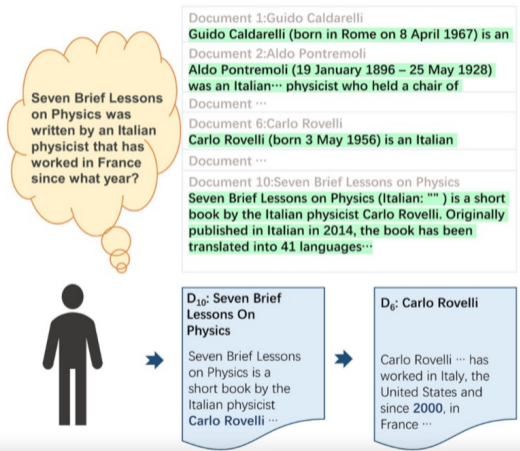 Seven Brief Lessons
on Physics was
written by an Italian
physicist that has
worked in France
since what year?
Document 1:Guido Caldarelli
Guido Caldarelli (born in Rome on 8 April 1967) is an
Document 2:Aldo Pontremoli
Aldo Pontremoli (19 January 1896 – 25 May 1928)
was an Italian⋯ physicist who held a chair of
Document ⋯
Document 6:Carlo Rovelli
Carlo Rovelli (born 3 May 1956) is an Italian
Document ⋯
Document 10:Seven Brief Lessons on Physics
Seven Brief Lessons on Physics (Italian: "" ) is a short
book by the Italian physicist Carlo Rovelli. Originally
published in Italian in 2014, the book has been
translated into 41 languages⋯
D₁₀: Seven Brief
Lessons On
Physics
Seven Brief Lessons
on Physics is a
short book by the
Italian physicist
Carlo Rovelli ⋯
D₆: Carlo Rovelli
Carlo Rovelli ⋯ has
worked in Italy, the
United States and
since 2000, in
France ⋯